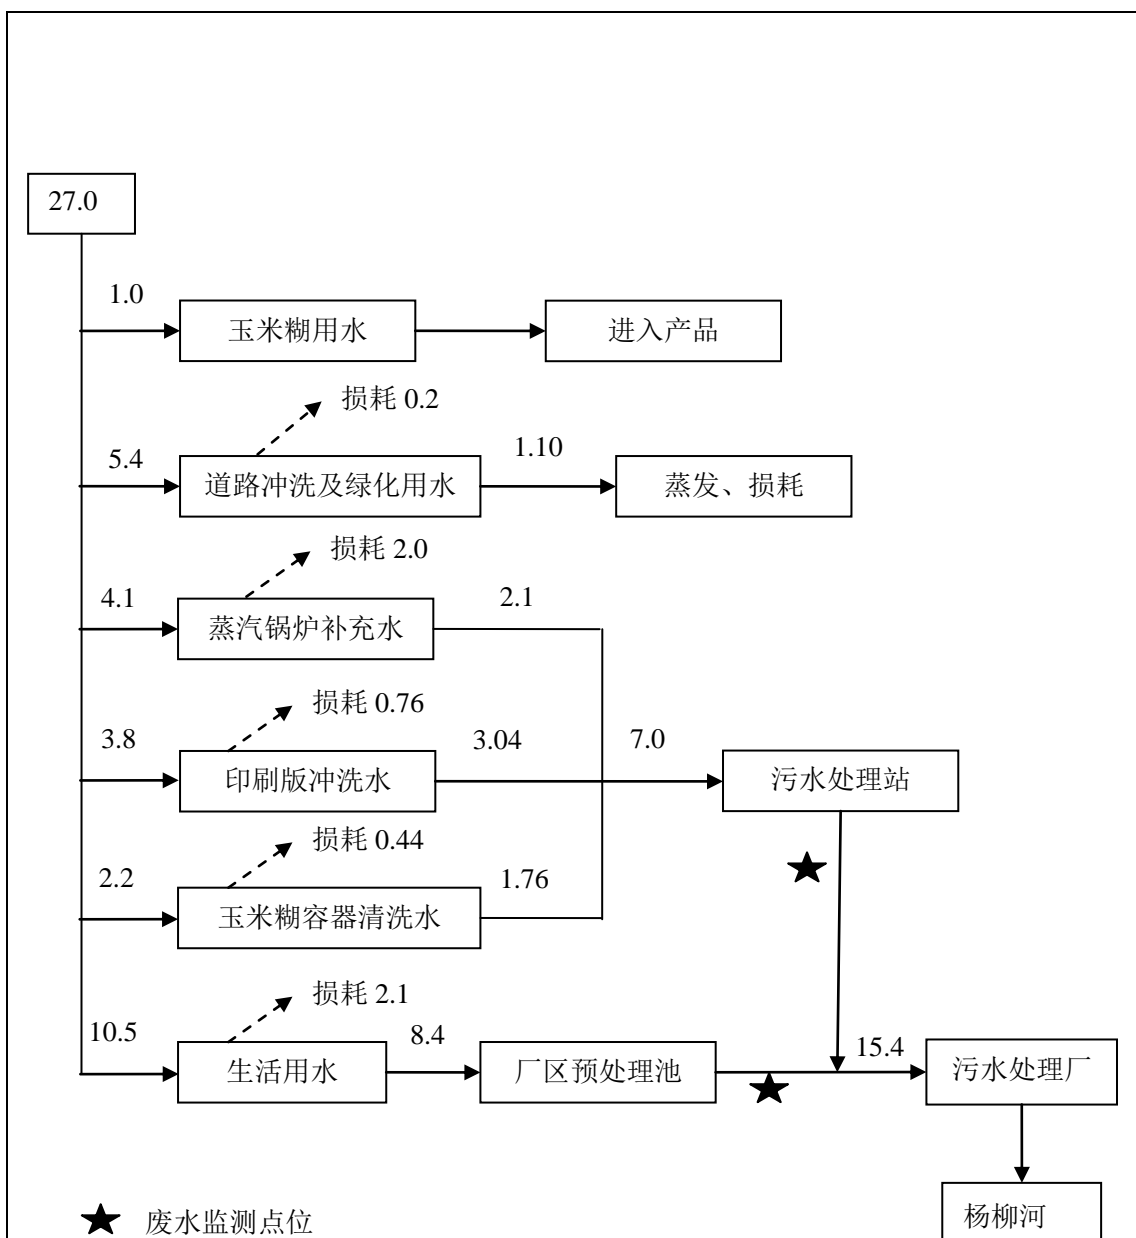 27.0
1.0
玉米糊用水
进入产品
损耗 0.2
5.4
道路冲洗及绿化用水
1.10
蒸发、损耗
损耗 2.0
4.1
蒸汽锅炉补充水
2.1
损耗 0.76
3.8
印刷版冲洗水
3.04
7.0
污水处理站
损耗 0.44
2.2
玉米糊容器清洗水
1.76
损耗 2.1
10.5
生活用水
8.4
厂区预处理池
15.4
污水处理厂
杨柳河
废水监测点位